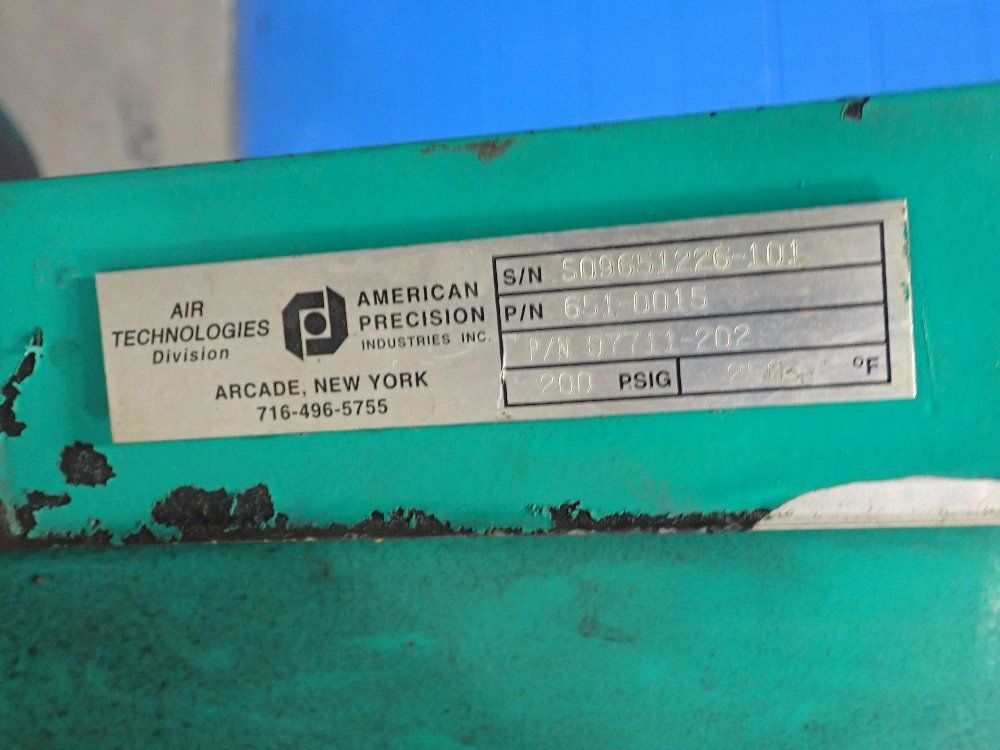 AIR
TECHNOLOGIES
Division
AMERICAN
PRECISION
INDUSTRIES INC.
ARCADE, NEW YORK
716-496-5755
S/N S0965122G-101
P/N 651-0015
P/N 07711-202
200 PSIG °F